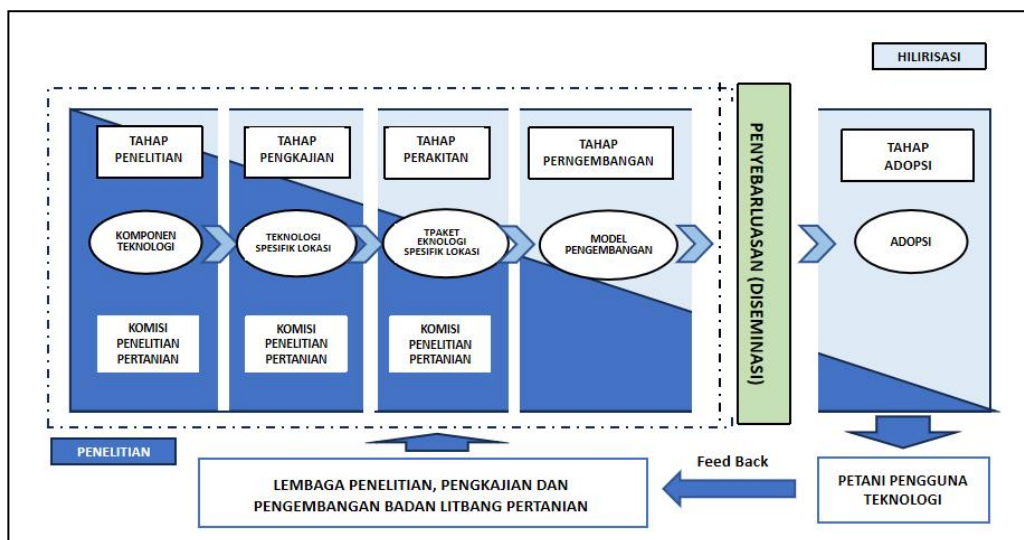 HILIRISASI
TAHAP
PENELITIAN
TAHAP
PENGKAJIAN
TAHAP
PERAKITAN
TAHAP
PERNGEMBANGAN
PENYEBARLUASAN (DISEMINASI)
TAHAP
ADOPSI
KOMPONEN
TEKNOLOGI
TEKNOLOGI
SPESIFIK LOKASI
TPAKET
EKNOLOGI
SPESIFIK LOKASI
MODEL
PENGEMBANGAN
ADOPSI
KOMISI
PENELITIAN
PERTANIAN
KOMISI
PENELITIAN
PERTANIAN
KOMISI
PENELITIAN
PERTANIAN
PENELITIAN
LEMBAGA PENELITIAN, PENGKAJIAN DAN
PENGEMBANGAN BADAN LITBANG PERTANIAN
Feed Back
PETANI PENGGUNA
TEKNOLOGI